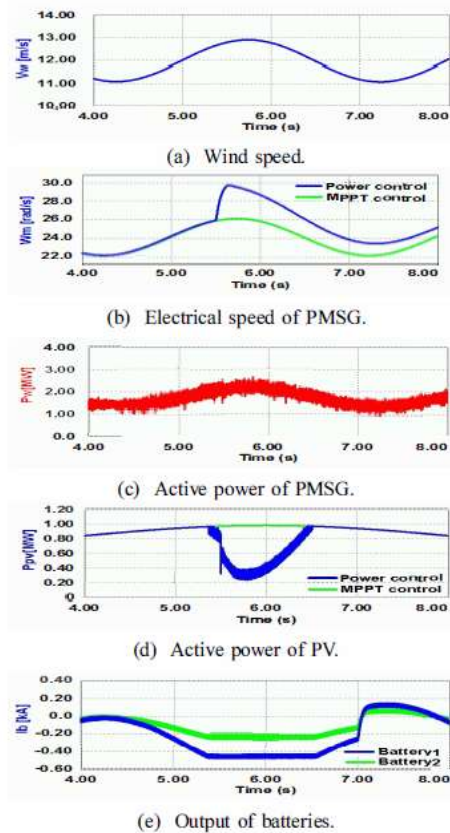 Vw [m/s]
14.00
13.00
12.00
11.00
10.00
4.00 5.00 6.00 7.00 8.00
Time (s)
(a) Wind speed.
Wm [rad/s]
30.0
28.0
26.0
24.0
22.0
Power control
MPPT control
4.00 5.00 6.00 7.00 8.00
Time (s)
(b) Electrical speed of PMSG.
4.00
3.00
2.00
1.00
0.0
4.00 5.00 6.00 7.00 8.00
Time (s)
(c) Active power of PMSG.
Ppv[MW]
1.20
1.00
0.80
0.60
0.40
0.20
0
Power control
MPPT control
4.00 5.00 6.00 7.00 8.00
Time (s)
(d) Active power of PV.
Ib [kA]
0.40
0.20
0.0
-0.20
-0.40
-0.60
Battery1
Battery2
4.00 5.00 6.00 7.00 8.00
Time (s)
(e) Output of batteries.